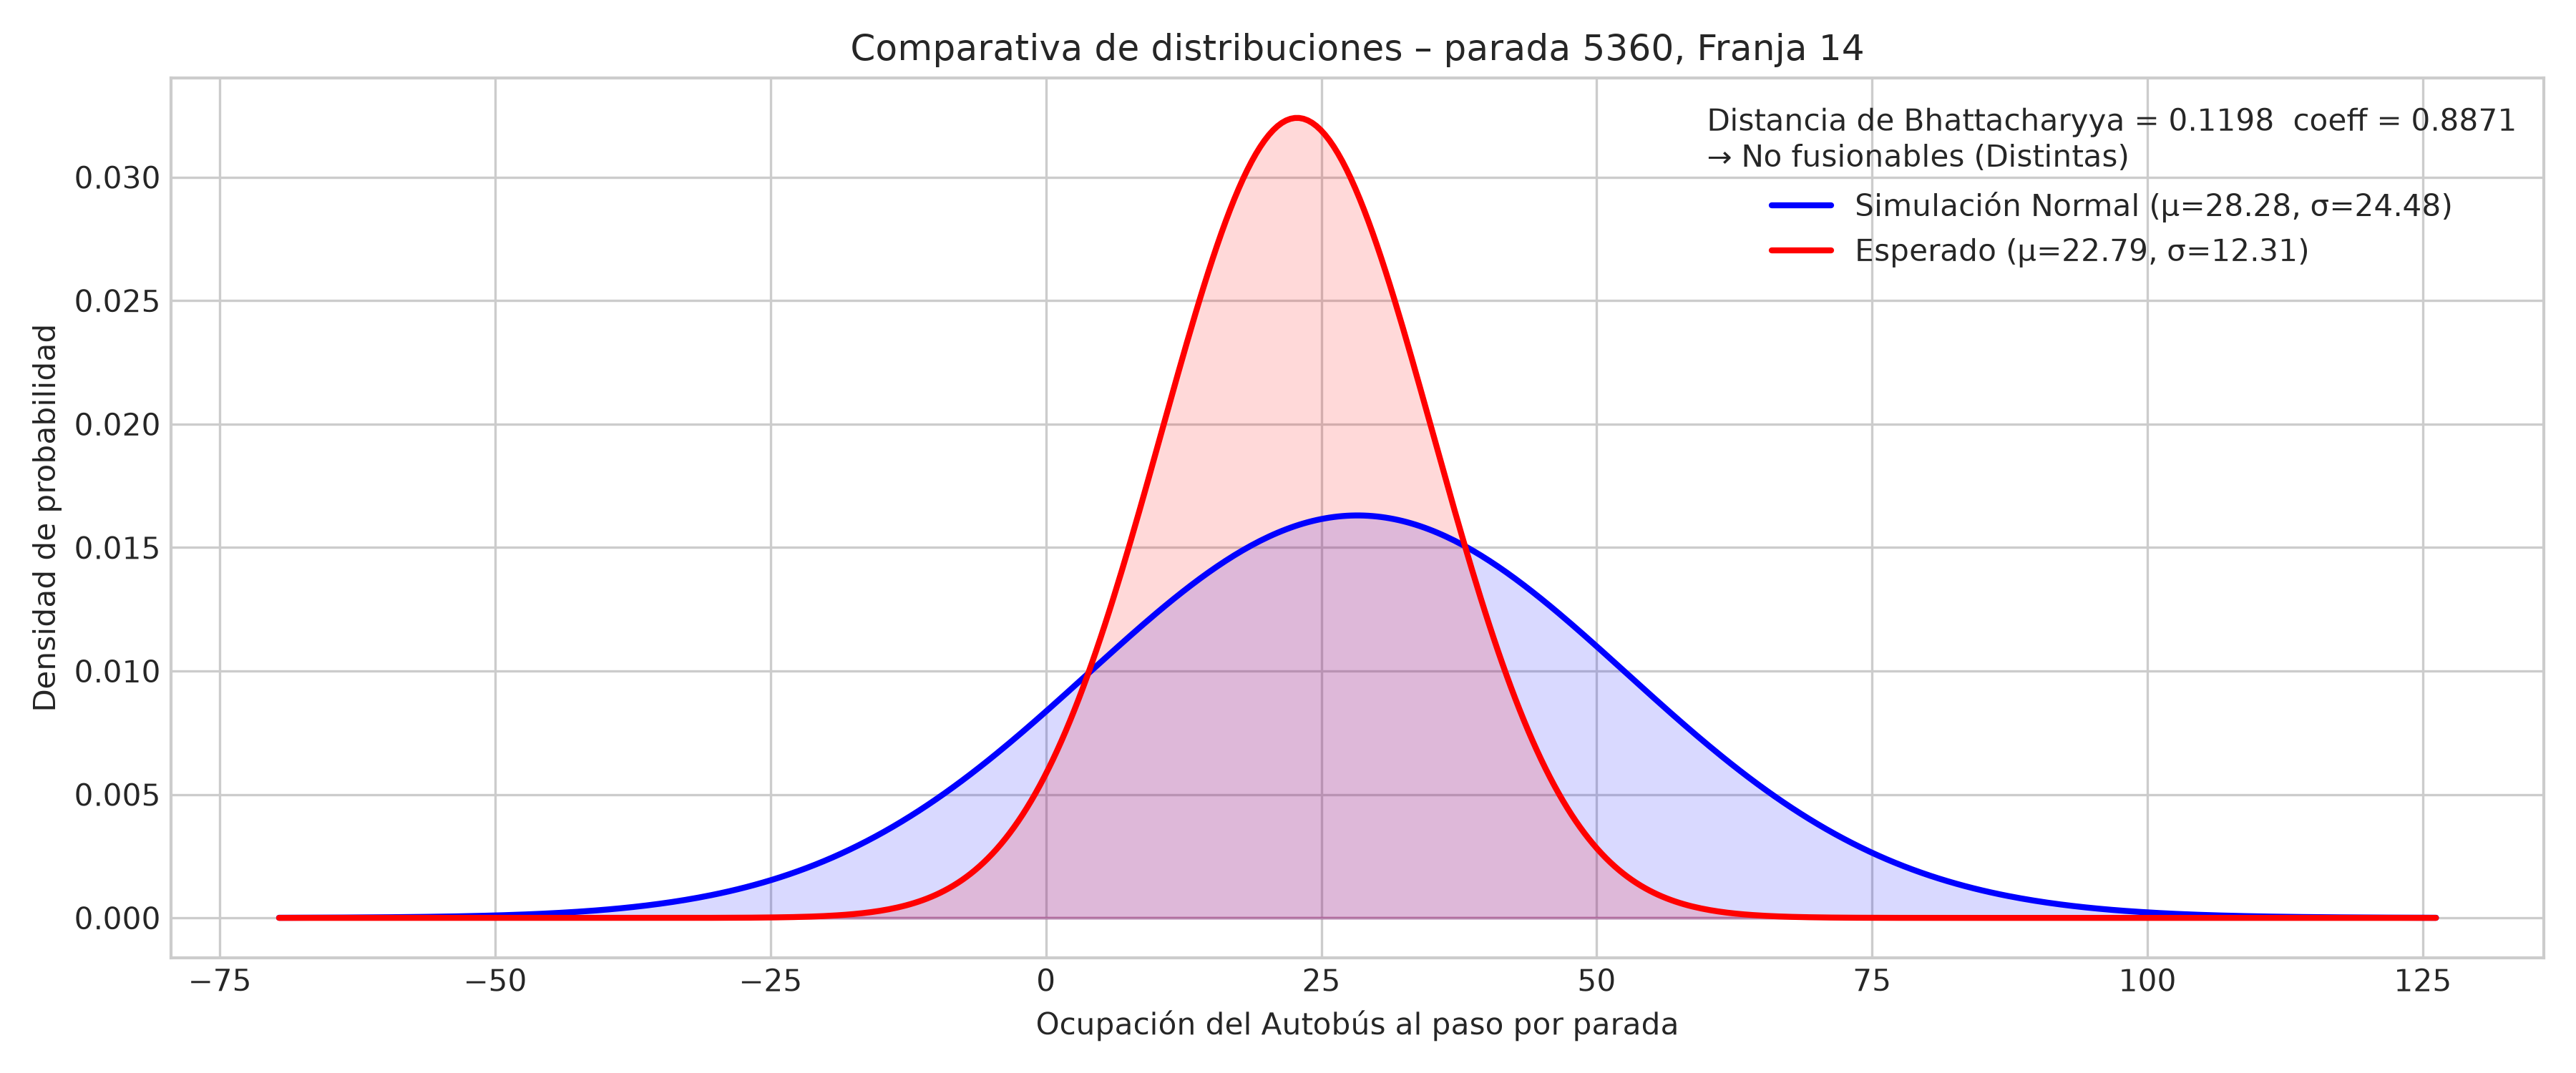 Comparativa de distribuciones – parada 5360, Franja 14
Distancia de Bhattacharyya = 0.1198  coeff = 0.8871
→ No fusionables (Distintas)
Simulación Normal (μ=28.28, σ=24.48)
Esperado (μ=22.79, σ=12.31)
Densidad de probabilidad
0.030
0.025
0.020
0.015
0.010
0.005
0.000
−75 −50 −25 0 25 50 75 100 125
Ocupación del Autobús al paso por parada